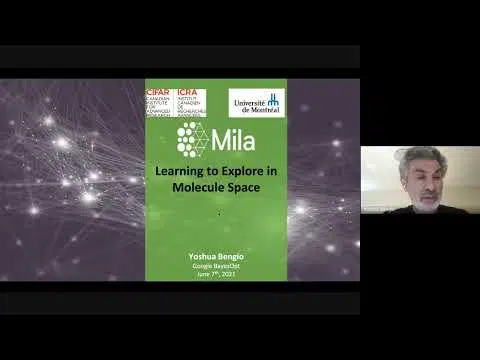 CIFAR
CANADIAN
INSTITUTE
FOR
ADVANCED
RESEARCH
ICRA
INSTITUT
CANADIEN
DE
RECHERCHES
AVANCÉES
Université
de Montréal
Mila
Learning to Explore in
Molecule Space
Yoshua Bengio
Google BayesOpt
June 7th, 2021